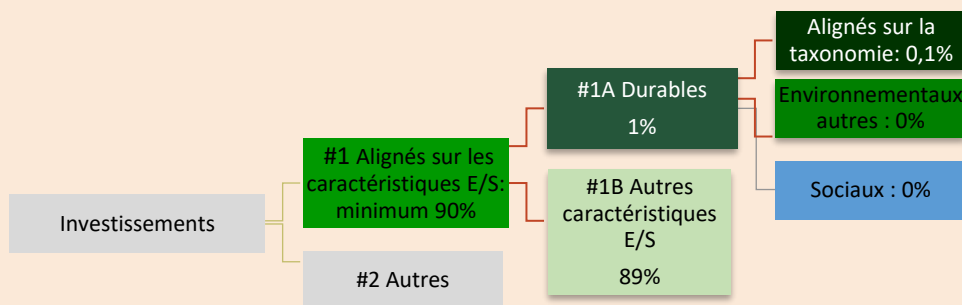 Investissements
#1 Alignés sur les
caractéristiques E/S:
minimum 90%
#2 Autres
#1A Durables
1%
#1B Autres
caractéristiques
E/S
89%
Alignés sur la
taxonomie: 0,1%
Environnementaux
autres : 0%
Sociaux : 0%